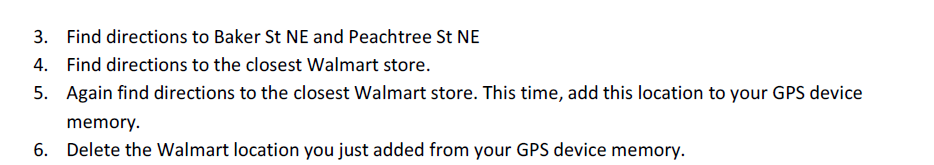 3. Find directions to Baker St NE and Peachtree St NE
4. Find directions to the closest Walmart store.
5. Again find directions to the closest Walmart store. This time, add this location to your GPS device
memory.
6. Delete the Walmart location you just added from your GPS device memory.